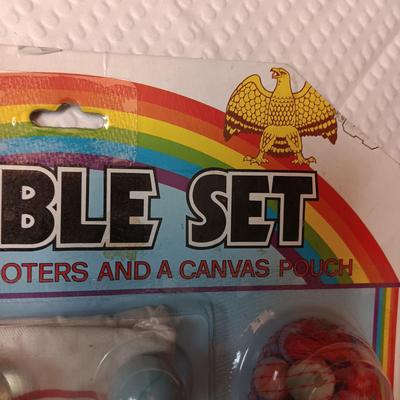 BLE SET
OTERS AND A CANVAS POUCH